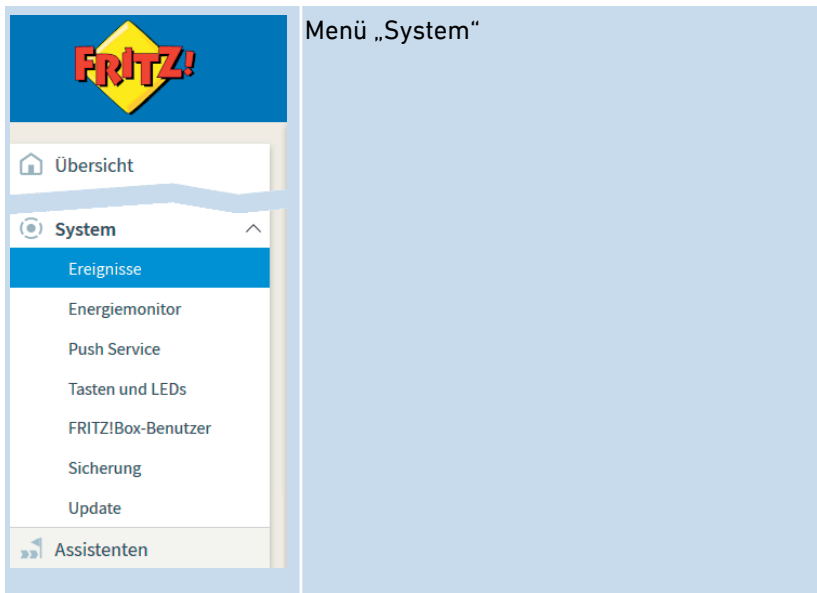 FRITZ!
Menü „System“
Übersicht
System
Ereignisse
Energiemonitor
Push Service
Tasten und LEDs
FRITZ!Box-Benutzer
Sicherung
Update
Assistenten